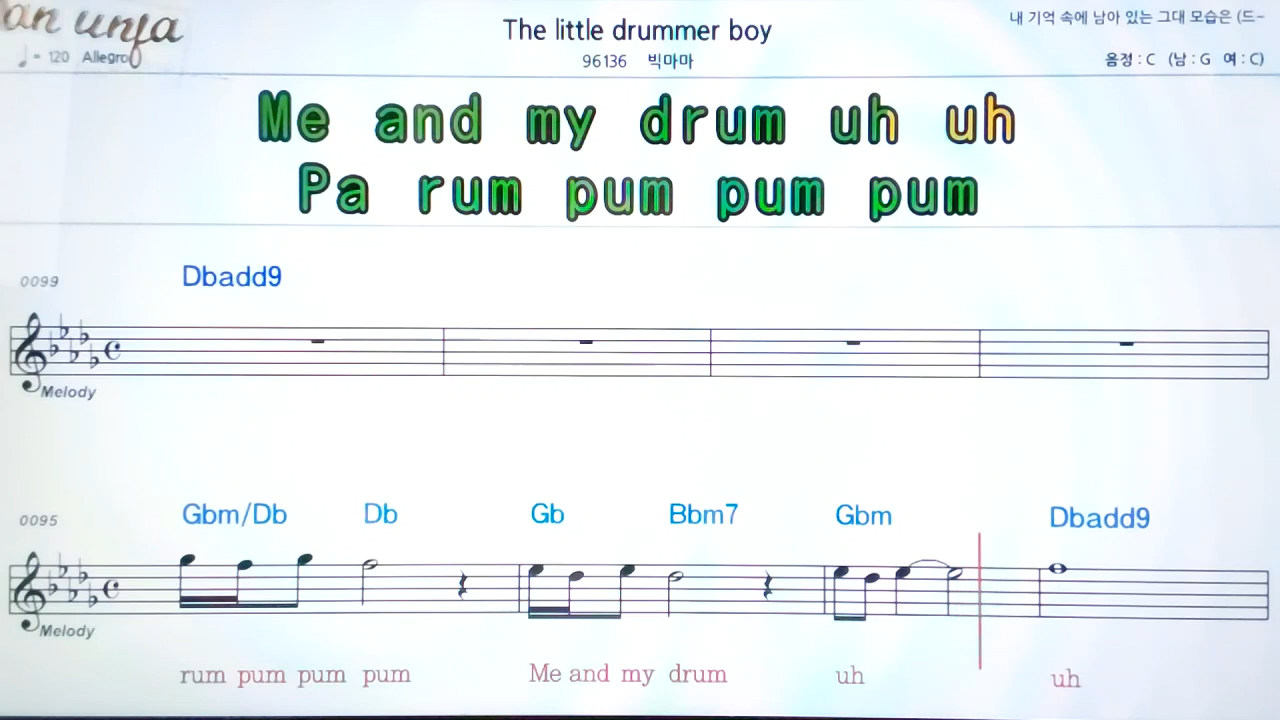 an unja
♩ = 120 Allegro
The little drummer boy
96136 빅마마
내 기억 속에 남아 있는 그대 모습은 (드~
음정 : C (남 : G 여 : C)
Me and my drum uh uh
Pa rum pum pum pum
0099
Dbadd9
Melody
0095
Gbm/Db Db Gb Bbm7 Gbm Dbadd9
Melody
rum pum pum pum Me and my drum uh uh